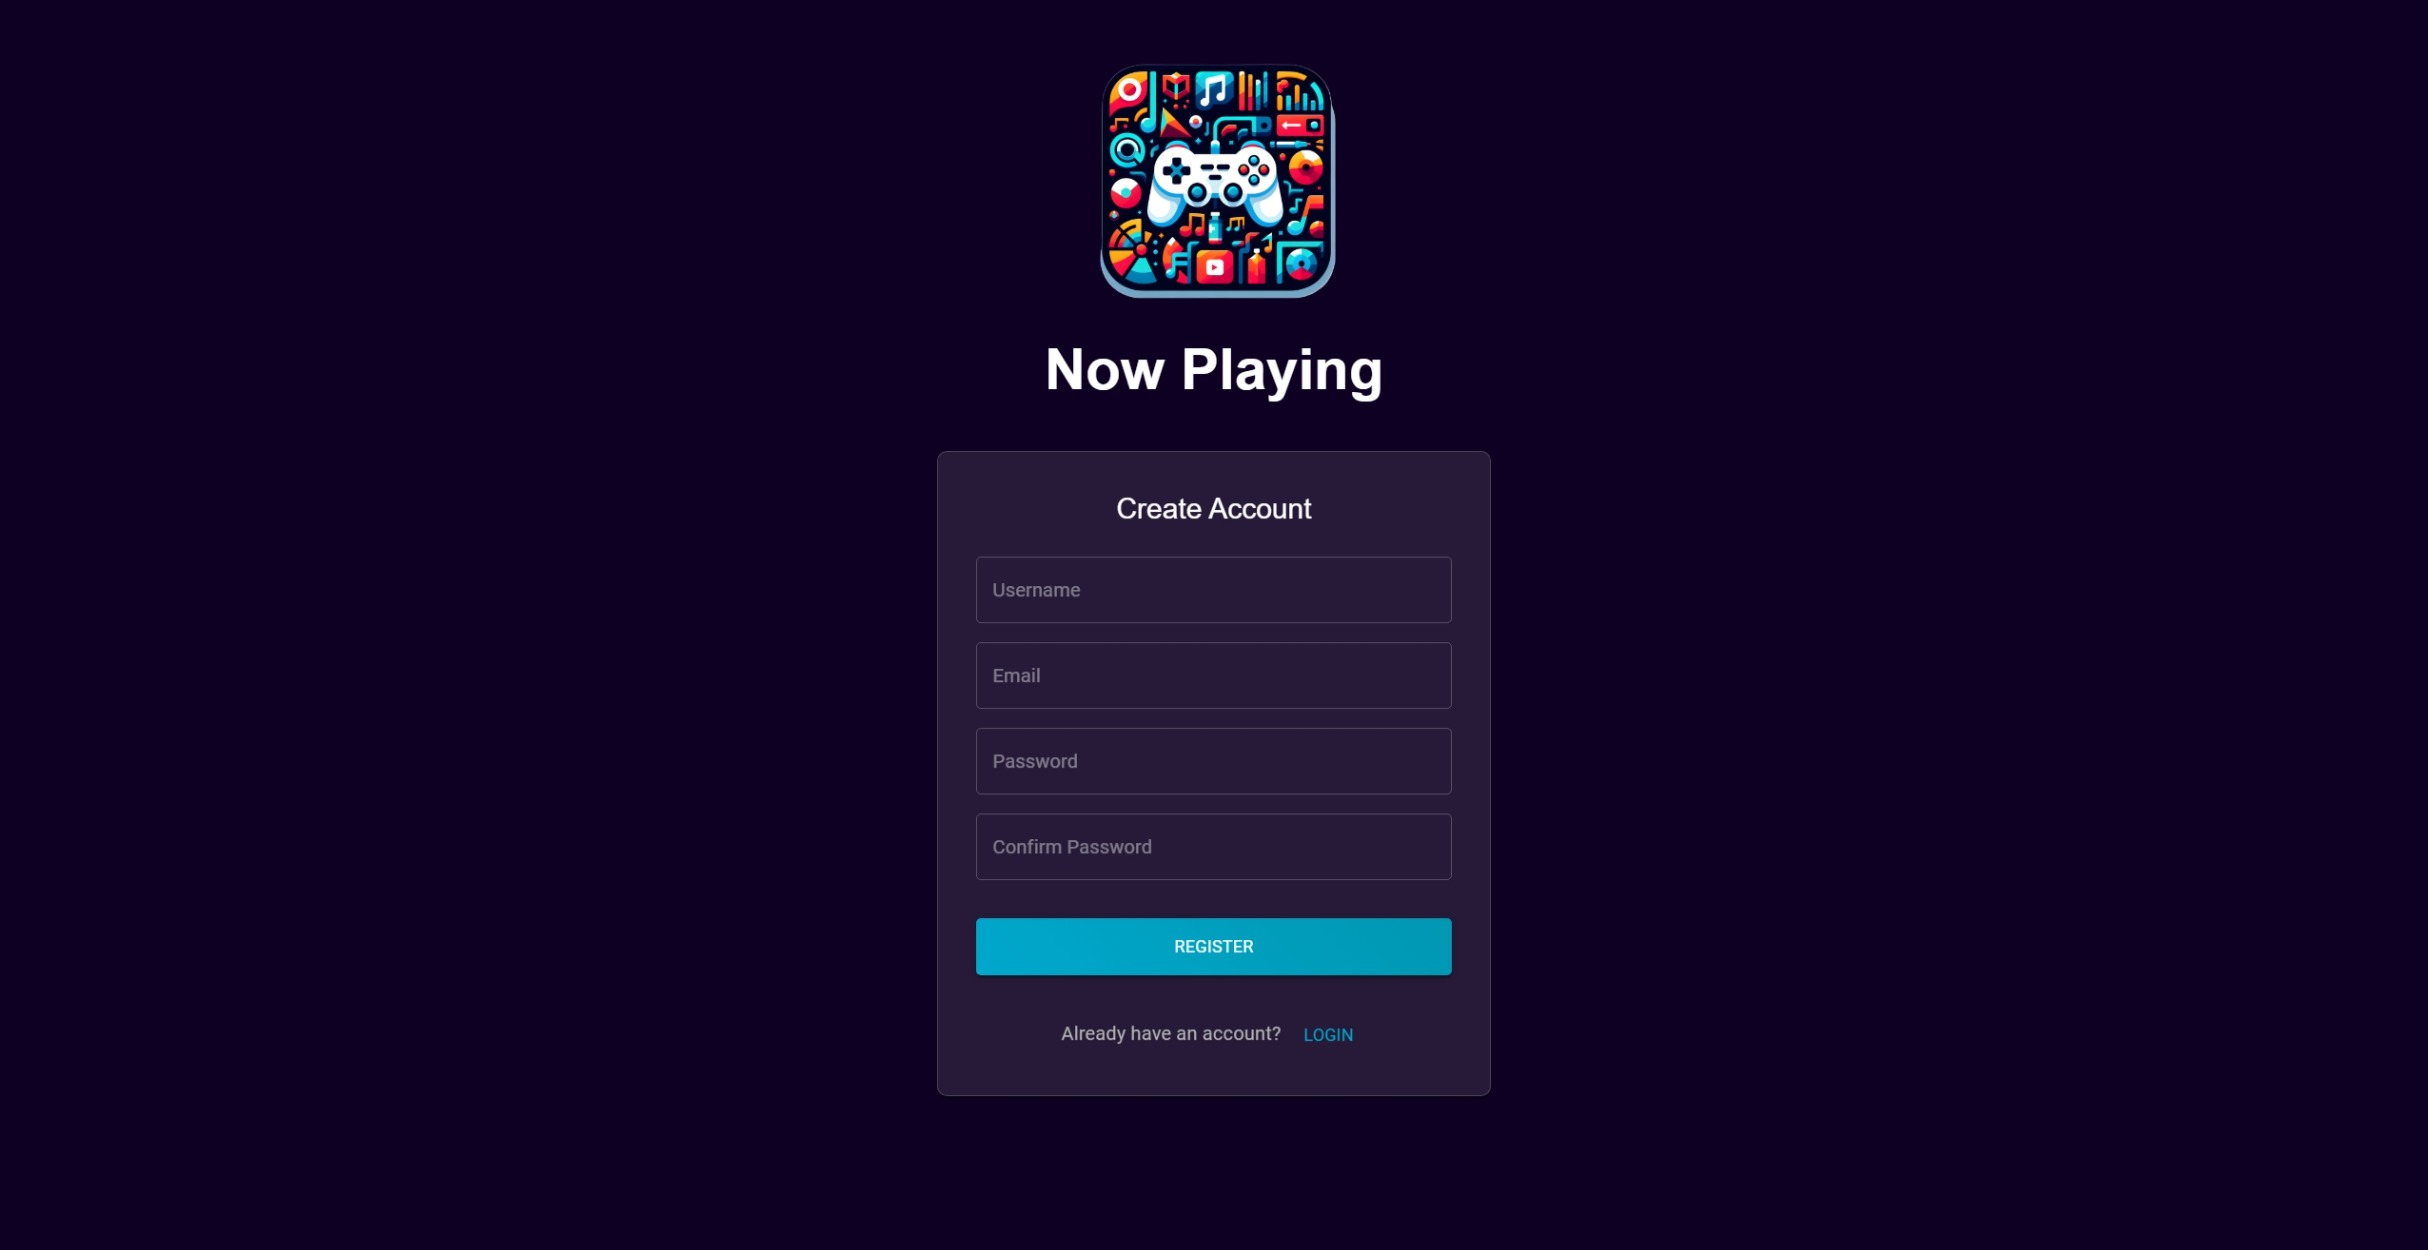 Now Playing
Create Account
Username
Email
Password
Confirm Password
REGISTER
Already have an account? LOGIN